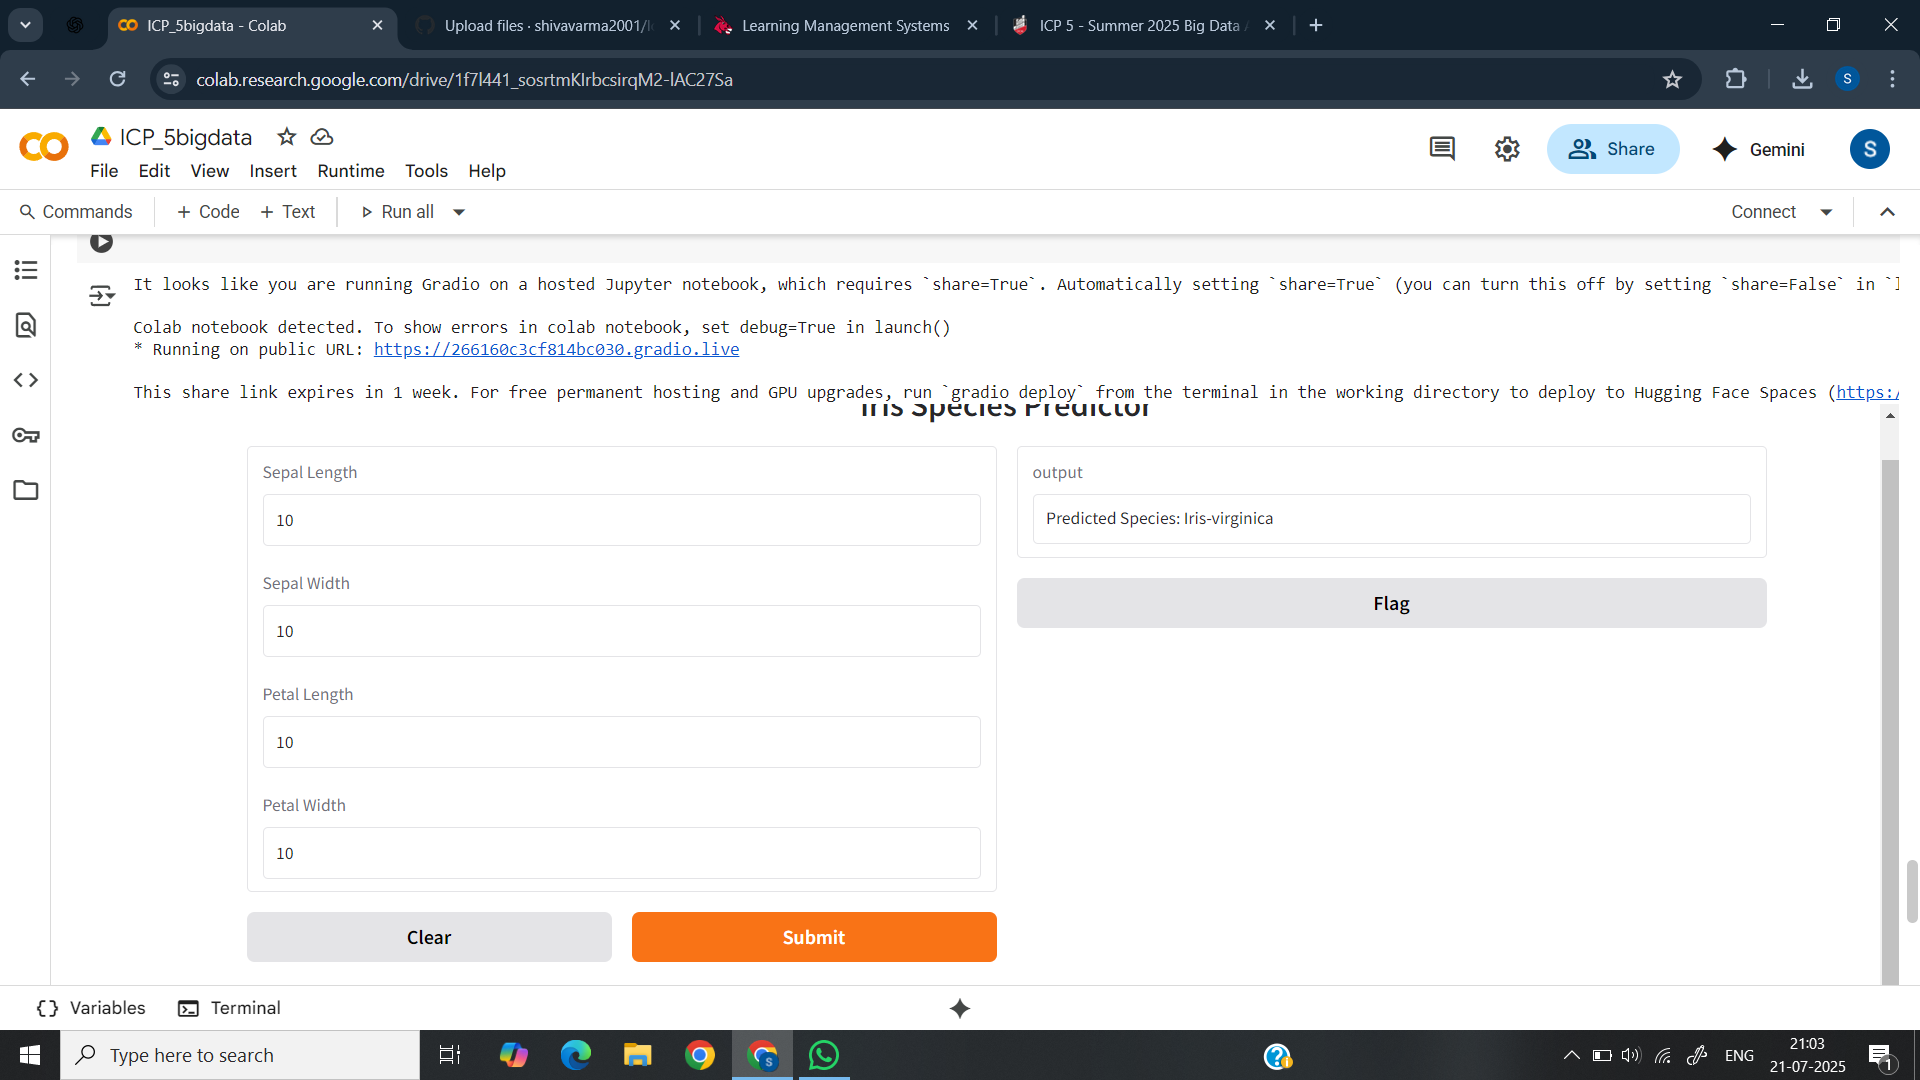 ICP_5bigdata - Colab
Upload files · shivavarma2001/
Learning Management Systems
ICP 5 - Summer 2025 Big Data
colab.research.google.com/drive/1f7l441_sosrtmKIrbcsirqM2-lAC27Sa
S
CO
ICP_5bigdata
File Edit View Insert Runtime Tools Help
Share
Gemini
S
Commands
+ Code + Text
Run all
Connect
It looks like you are running Gradio on a hosted Jupyter notebook, which requires `share=True`. Automatically setting `share=True` (you can turn this off by setting `share=False` in `l
Colab notebook detected. To show errors in colab notebook, set debug=True in launch()
* Running on public URL: https://266160c3cf814bc030.gradio.live
This share link expires in 1 week. For free permanent hosting and GPU upgrades, run `gradio deploy` from the terminal in the working directory to deploy to Hugging Face Spaces (https:/
Iris Species Predictor
Sepal Length
10
Sepal Width
10
Petal Length
10
Petal Width
10
Clear
Submit
output
Predicted Species: Iris-virginica
Flag
Variables
Terminal
Type here to search
S
ENG
21:03
21-07-2025
1